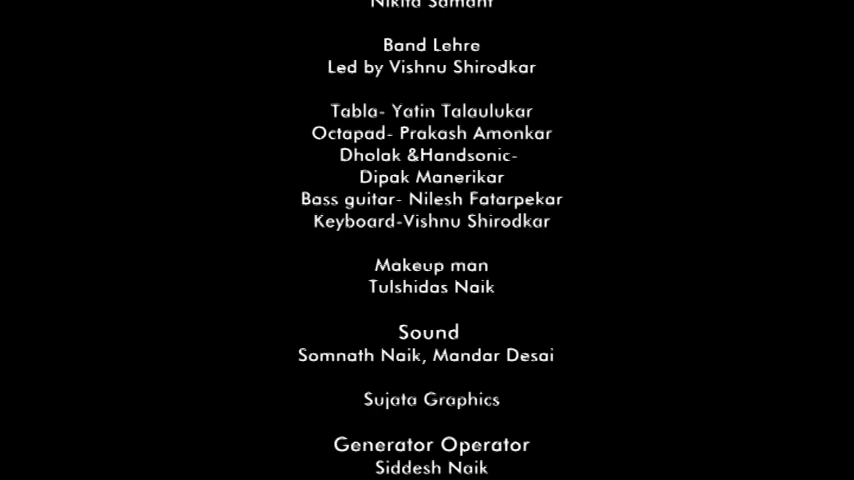 Nikita Samant
Band Lehre
Led by Vishnu Shirodkar
Tabla- Yatin Talaulukar
Octapad- Prakash Amonkar
Dholak &Handsonic-
Dipak Manerikar
Bass guitar- Nilesh Fatarpekar
Keyboard-Vishnu Shirodkar
Makeup man
Tulshidas Naik
Sound
Somnath Naik, Mandar Desai
Sujata Graphics
Generator Operator
Siddesh Naik